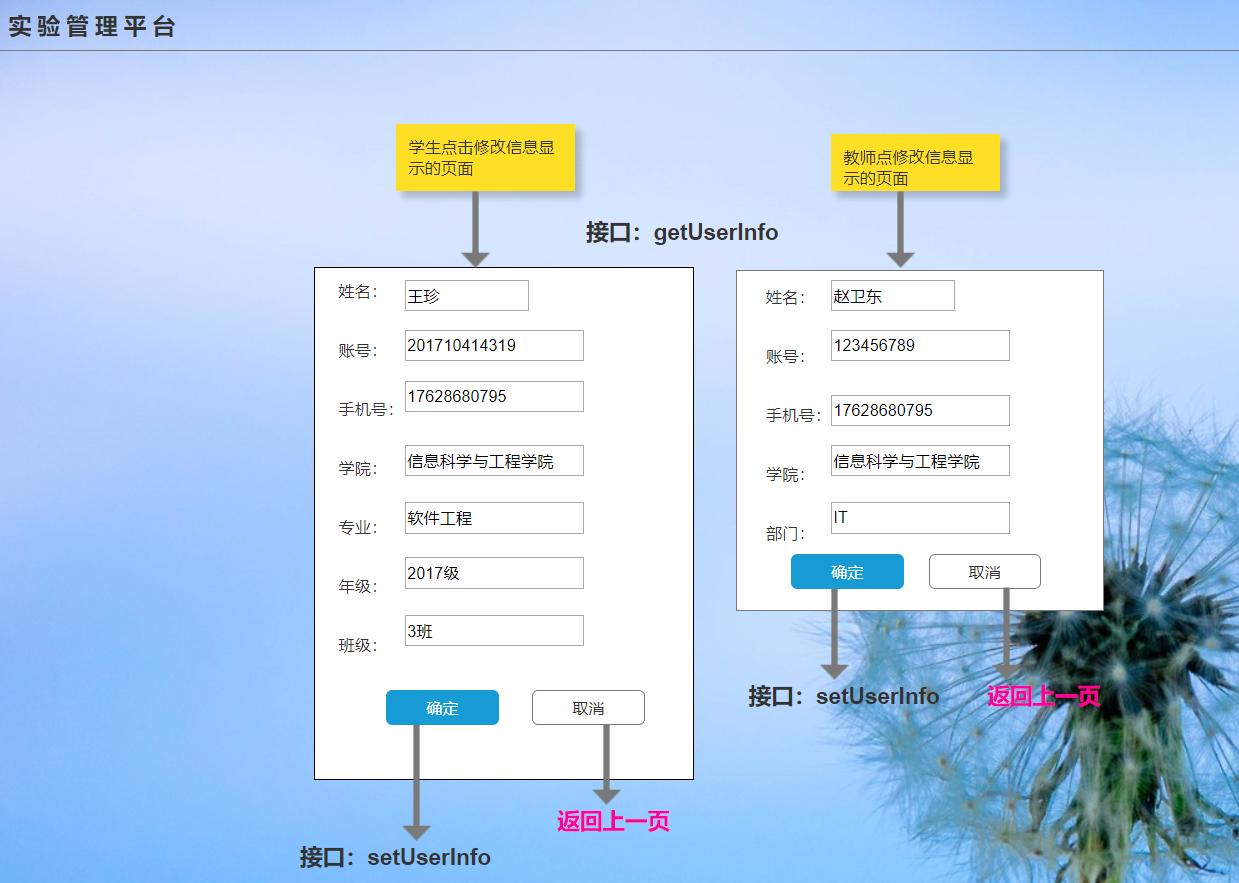 实验管理平台
学生点击修改信息显
示的页面
教师点修改信息显
示的页面
接口：getUserInfo
姓名：
王珍
账号：
201710414319
手机号：
17628680795
学院：
信息科学与工程学院
专业：
软件工程
年级：
2017级
班级：
3班
确定
取消
返回上一页
接口：setUserInfo
姓名：
赵卫东
账号：
123456789
手机号：
17628680795
学院：
信息科学与工程学院
部门：
IT
确定
取消
接口：setUserInfo
返回上一页